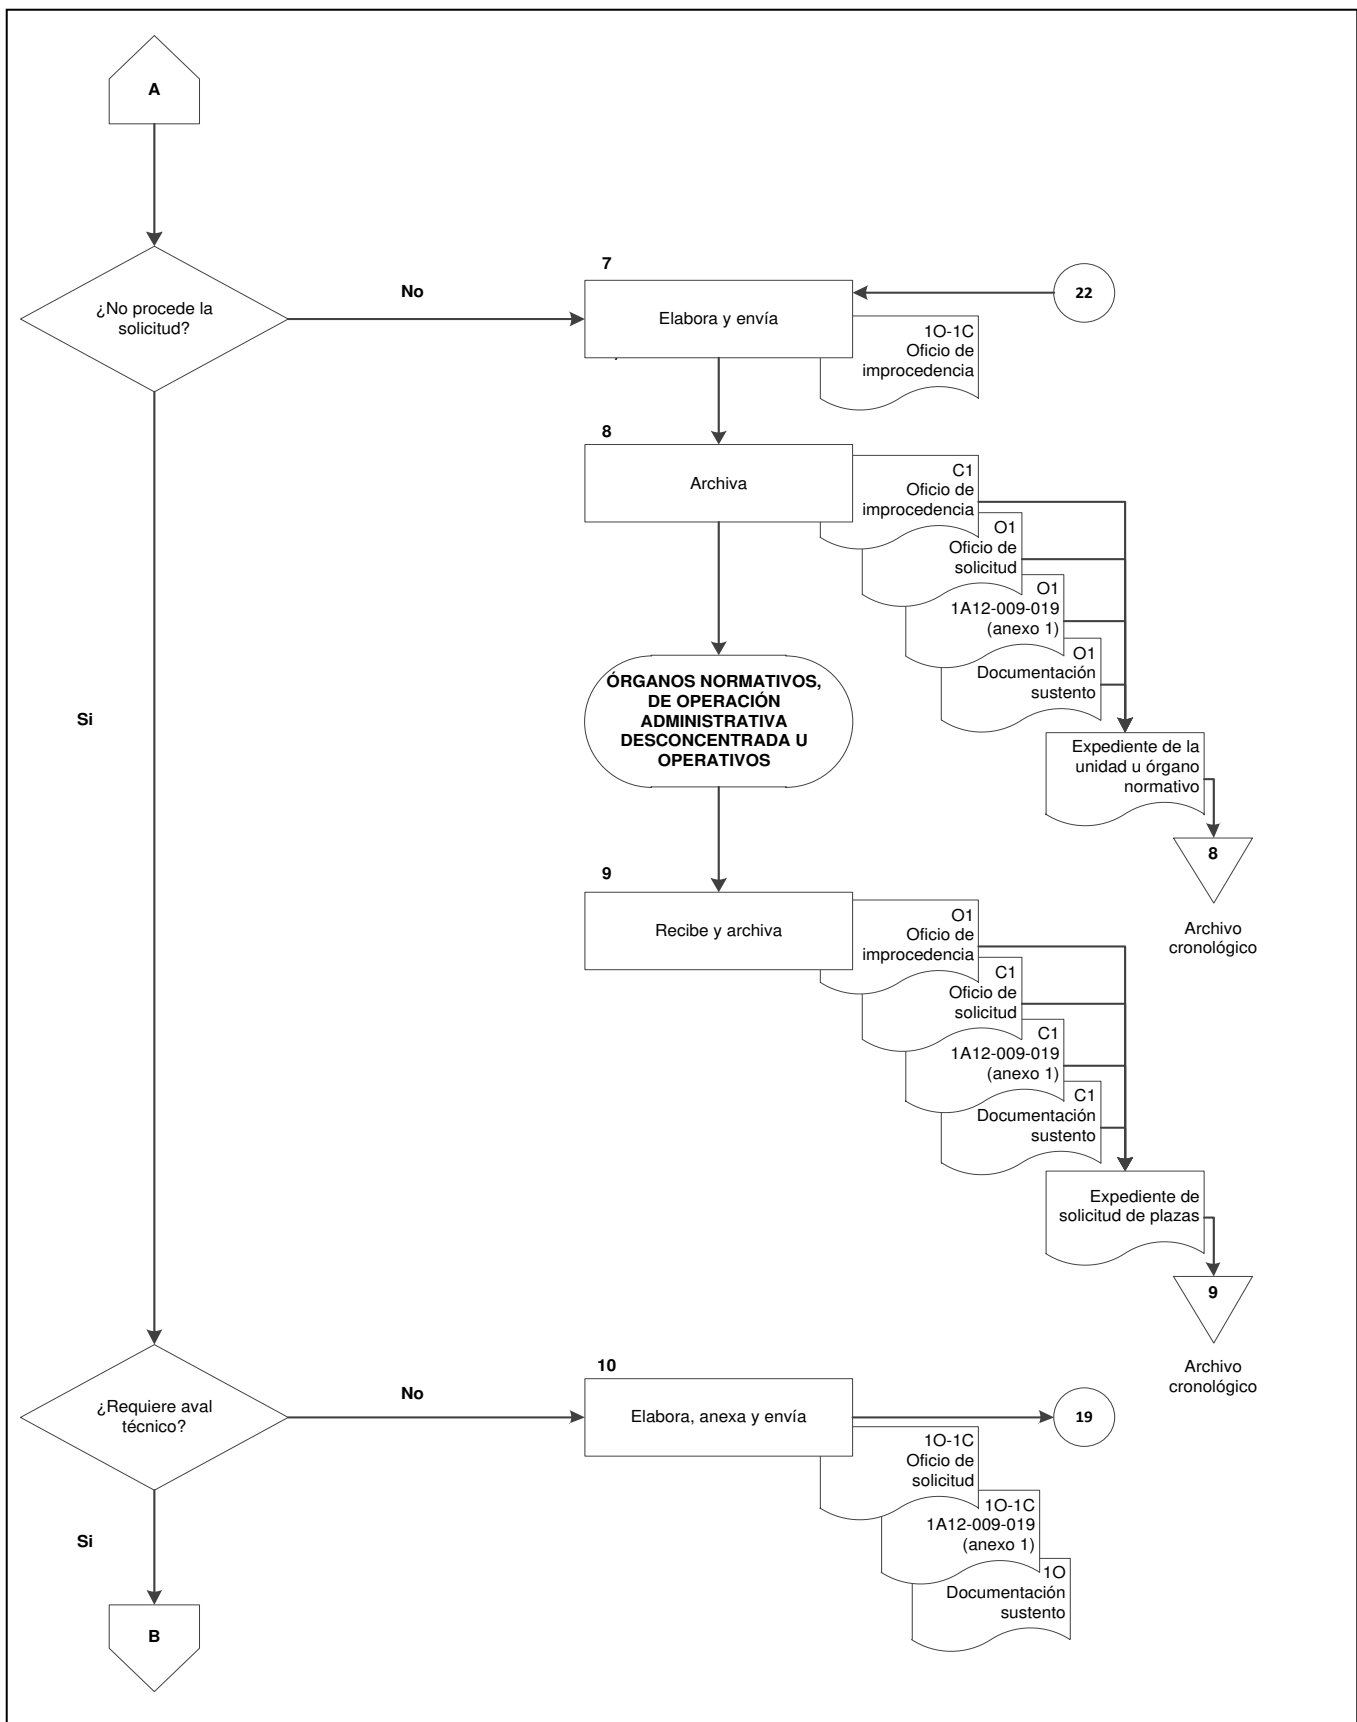 A
¿No procede la
solicitud?
No
7
Elabora y envía
22
1O-1C
Oficio de
improcedencia
8
Archiva
C1
Oficio de
improcedencia
O1
Oficio de
solicitud
O1
1A12-009-019
(anexo 1)
O1
Documentación
sustento
ÓRGANOS NORMATIVOS,
DE OPERACIÓN
ADMINISTRATIVA
DESCONCENTRADA U
OPERATIVOS
Si
Expediente de la
unidad u órgano
normativo
8
Archivo
cronológico
9
Recibe y archiva
O1
Oficio de
improcedencia
C1
Oficio de
solicitud
C1
1A12-009-019
(anexo 1)
C1
Documentación
sustento
Expediente de
solicitud de plazas
9
Archivo
cronológico
¿Requiere aval
técnico?
No
10
Elabora, anexa y envía
19
1O-1C
Oficio de
solicitud
1O-1C
1A12-009-019
(anexo 1)
1O
Documentación
sustento
Si
B